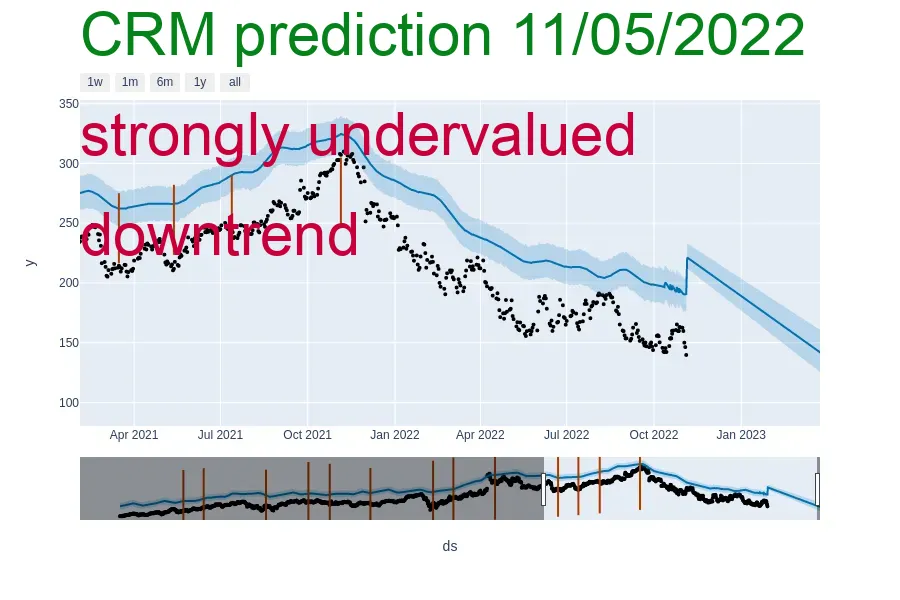 CRM prediction 11/05/2022
1w 1m 6m 1y all
strongly undervalued
downtrend
350
300
250
200
150
100
y
Apr 2021 Jul 2021 Oct 2021 Jan 2022 Apr 2022 Jul 2022 Oct 2022 Jan 2023
ds